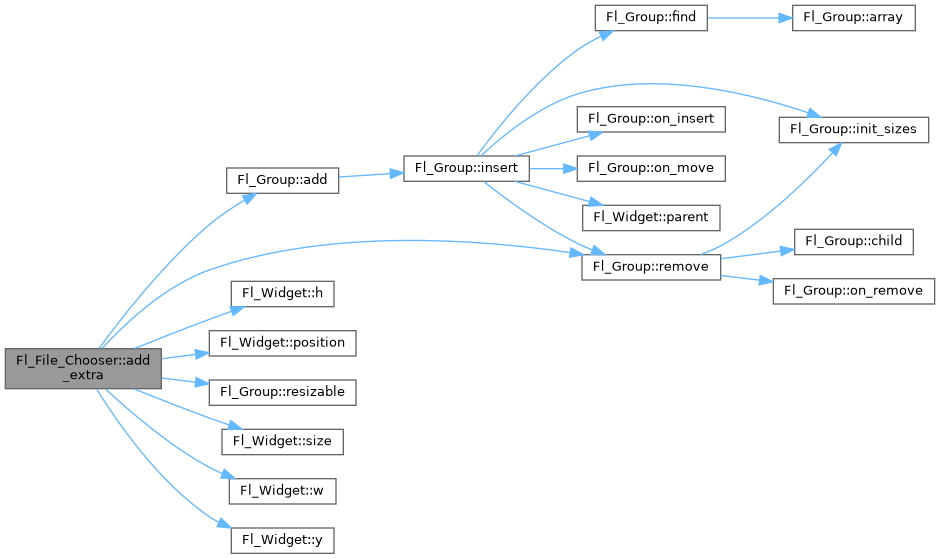 Fl_Group::find
Fl_Group::array
Fl_Group::on_insert
Fl_Group::init_sizes
Fl_Group::insert
Fl_Group::on_move
Fl_Group::add
Fl_Widget::parent
Fl_Group::child
Fl_Group::remove
Fl_Group::on_remove
Fl_Widget::h
Fl_Widget::position
Fl_File_Chooser::add
_extra
Fl_Group::resizable
Fl_Widget::size
Fl_Widget::w
Fl_Widget::y